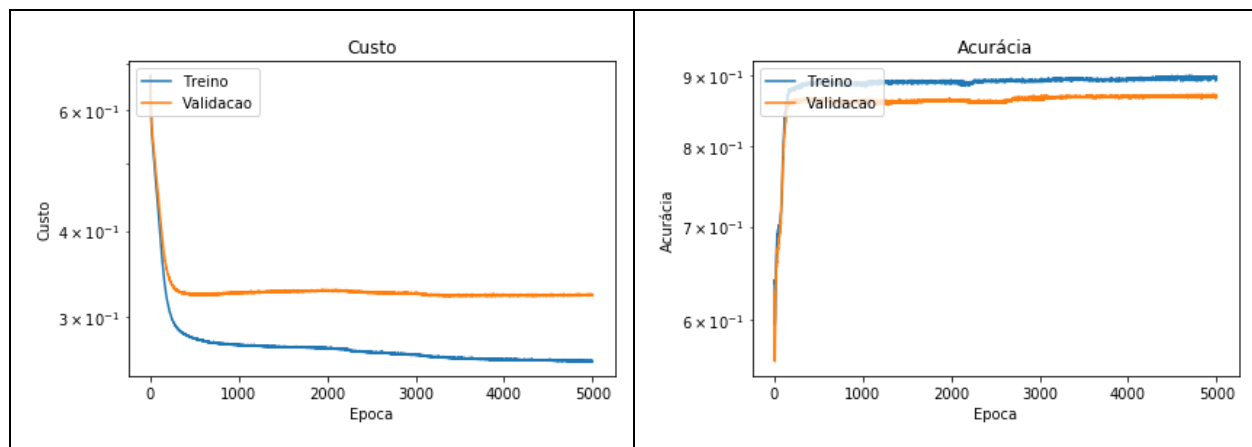 Custo
Treino
Validacao
6 × 10⁻¹
4 × 10⁻¹
3 × 10⁻¹
Custo
0 1000 2000 3000 4000 5000
Epoca
Acurácia
Treino
Validacao
9 × 10⁻¹
8 × 10⁻¹
7 × 10⁻¹
6 × 10⁻¹
Acurácia
0 1000 2000 3000 4000 5000
Epoca